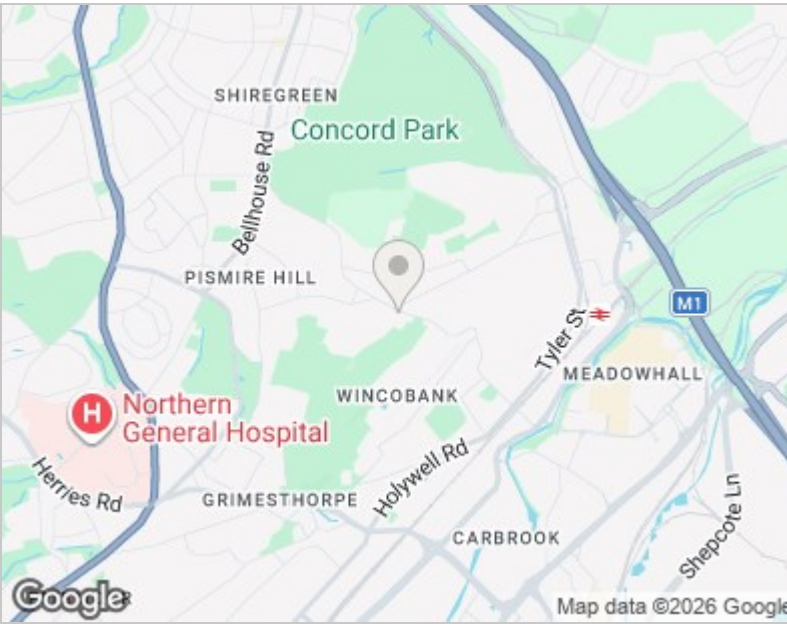 SHIREGREEN
Concord Park
Bellhouse Rd
PISMIRE HILL
M1
Tyler St
MEADOWHALL
WINCOBANK
H
Northern
General Hospital
Holywell Rd
Herries Rd
GRIMESTHORPE
CARBROOK
Shepcote Ln
Google
Map data ©2026 Google